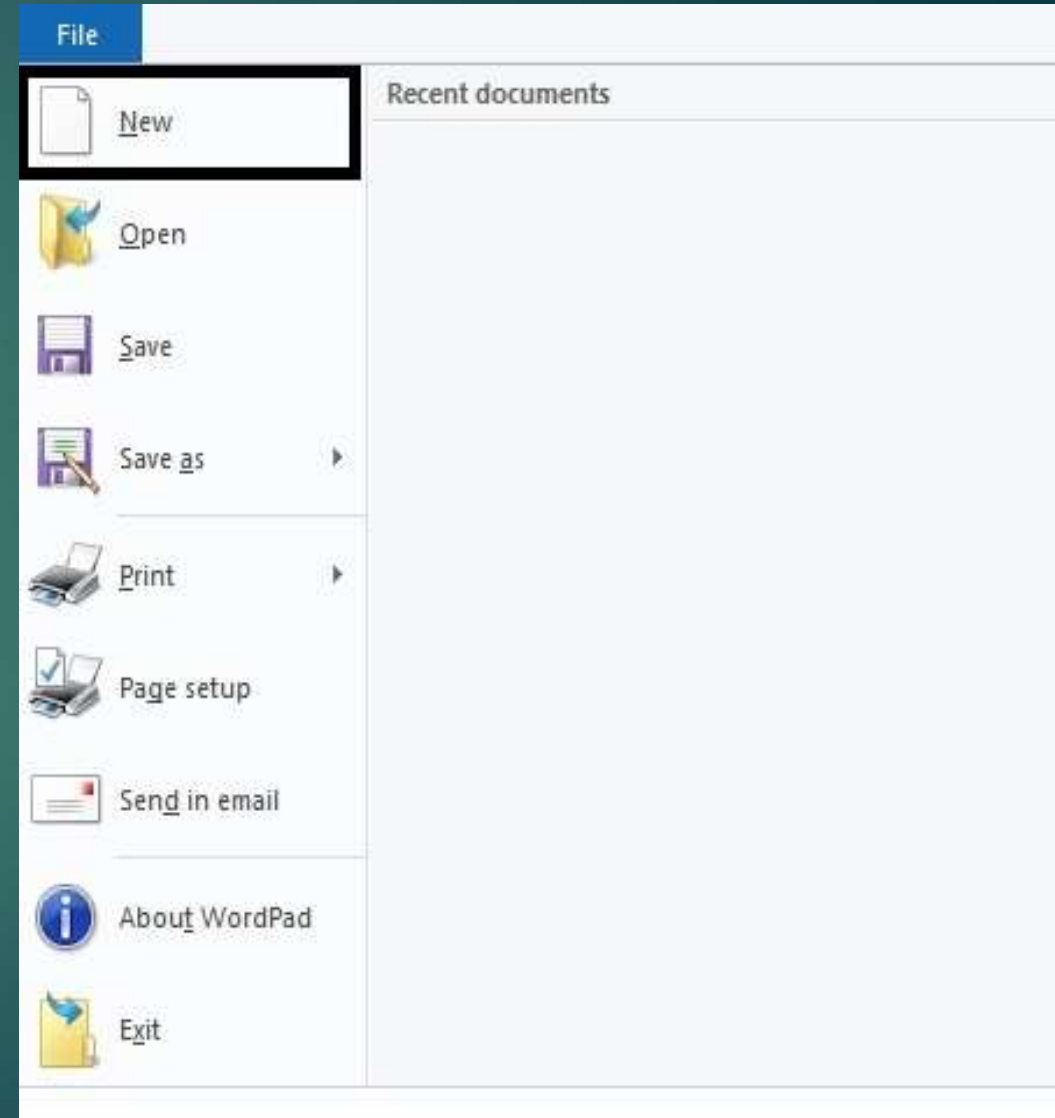 File
New
Recent documents
Open
Save
Save as
Print
Page setup
Send in email
About WordPad
Exit